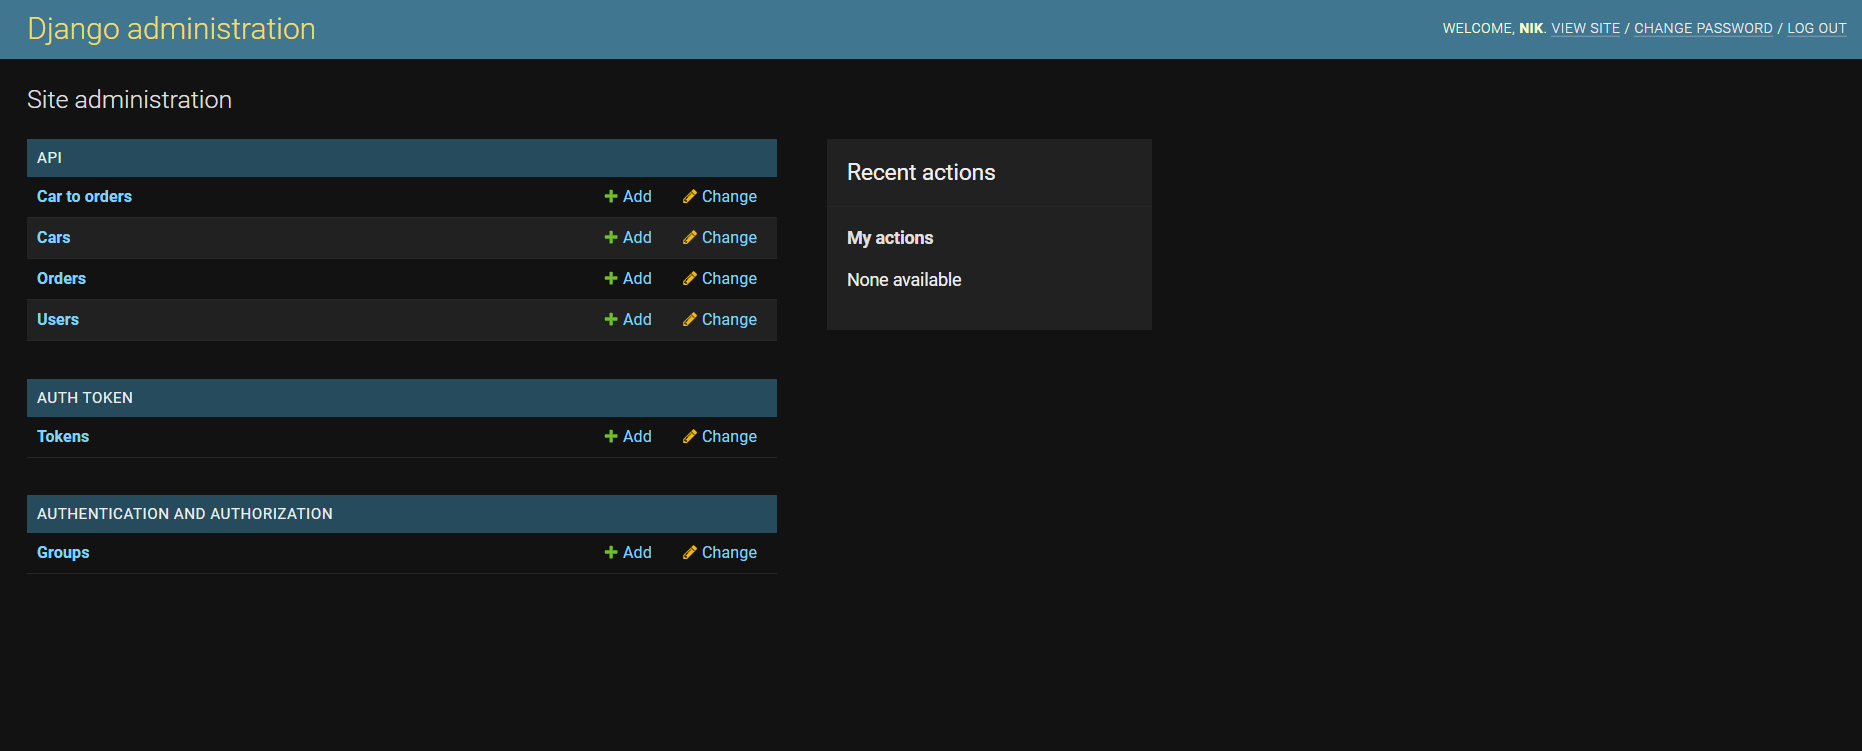 Django administration
WELCOME, NIK. VIEW SITE / CHANGE PASSWORD / LOG OUT
Site administration
API
Car to orders Add Change
Cars Add Change
Orders Add Change
Users Add Change
AUTH TOKEN
Tokens Add Change
AUTHENTICATION AND AUTHORIZATION
Groups Add Change
Recent actions
My actions
None available